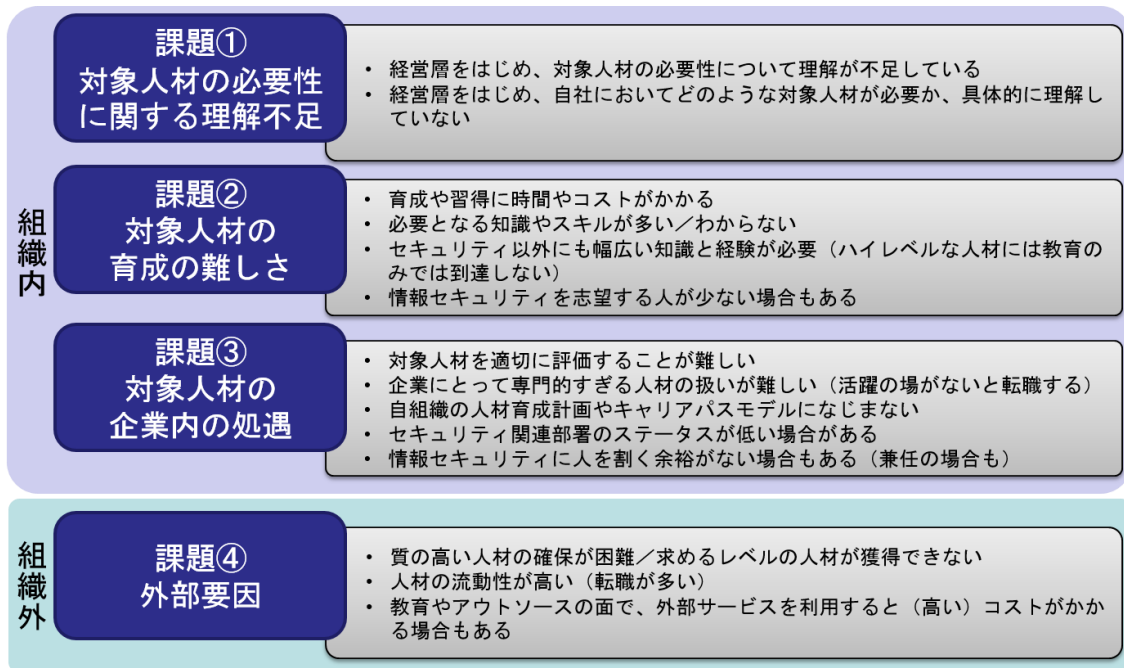 組織内
課題①
対象人材の必要性
に関する理解不足
• 経営層をはじめ、対象人材の必要性について理解が不足している
• 経営層をはじめ、自社においてどのような対象人材が必要か、具体的に理解し
ていない
課題②
対象人材の
育成の難しさ
• 育成や習得に時間やコストがかかる
• 必要となる知識やスキルが多い／わからない
• セキュリティ以外にも幅広い知識と経験が必要（ハイレベルな人材には教育の
みでは到達しない）
• 情報セキュリティを志望する人が少ない場合もある
課題③
対象人材の
企業内の処遇
• 対象人材を適切に評価することが難しい
• 企業にとって専門的すぎる人材の扱いが難しい（活躍の場がないと転職する）
• 自組織の人材育成計画やキャリアパスモデルになじまない
• セキュリティ関連部署のステータスが低い場合がある
• 情報セキュリティに人を割く余裕がない場合もある（兼任の場合も）
組織外
課題④
外部要因
• 質の高い人材の確保が困難／求めるレベルの人材が獲得できない
• 人材の流動性が高い（転職が多い）
• 教育やアウトソースの面で、外部サービスを利用すると（高い）コストがかか
る場合もある